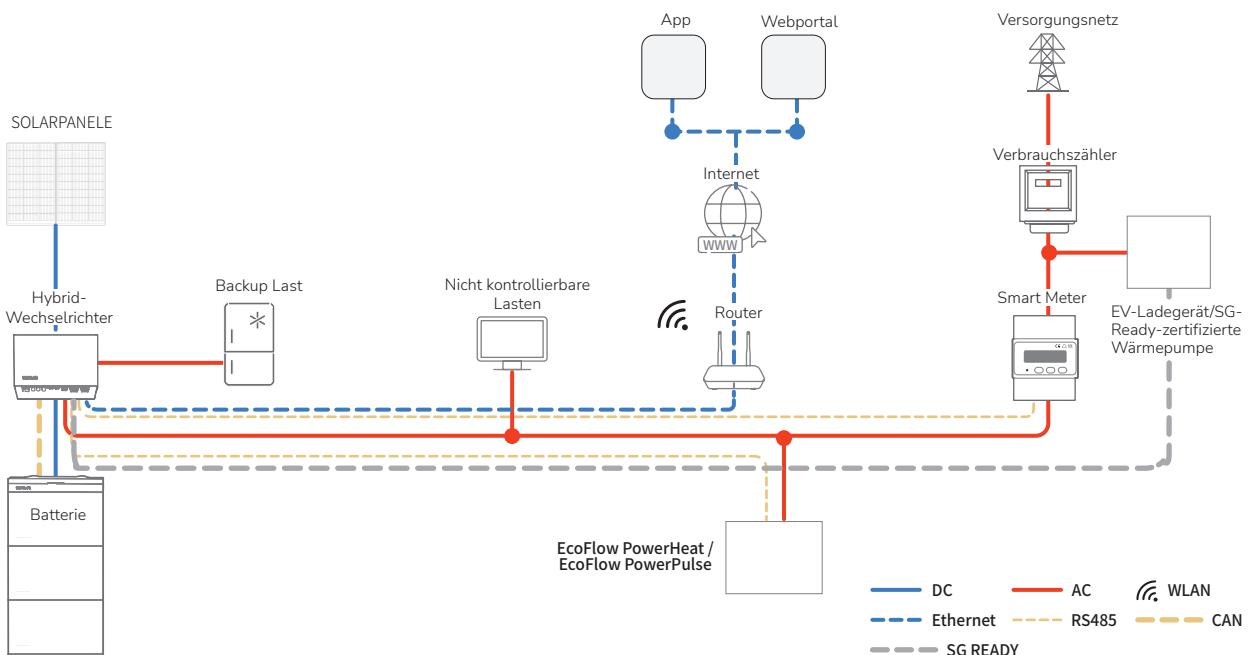 App
Webportal
Versorgungsnetz
SOLARPANELE
Verbrauchszähler
Internet
WWW
Hybrid-
Wechselrichter
Backup Last
Nicht kontrollierbare
Lasten
Router
Smart Meter
EV-Ladegerät/SG-
Ready-zertifizierte
Wärmepumpe
Batterie
EcoFlow PowerHeat /
EcoFlow PowerPulse
DC
AC
WLAN
Ethernet
RS485
CAN
SG READY